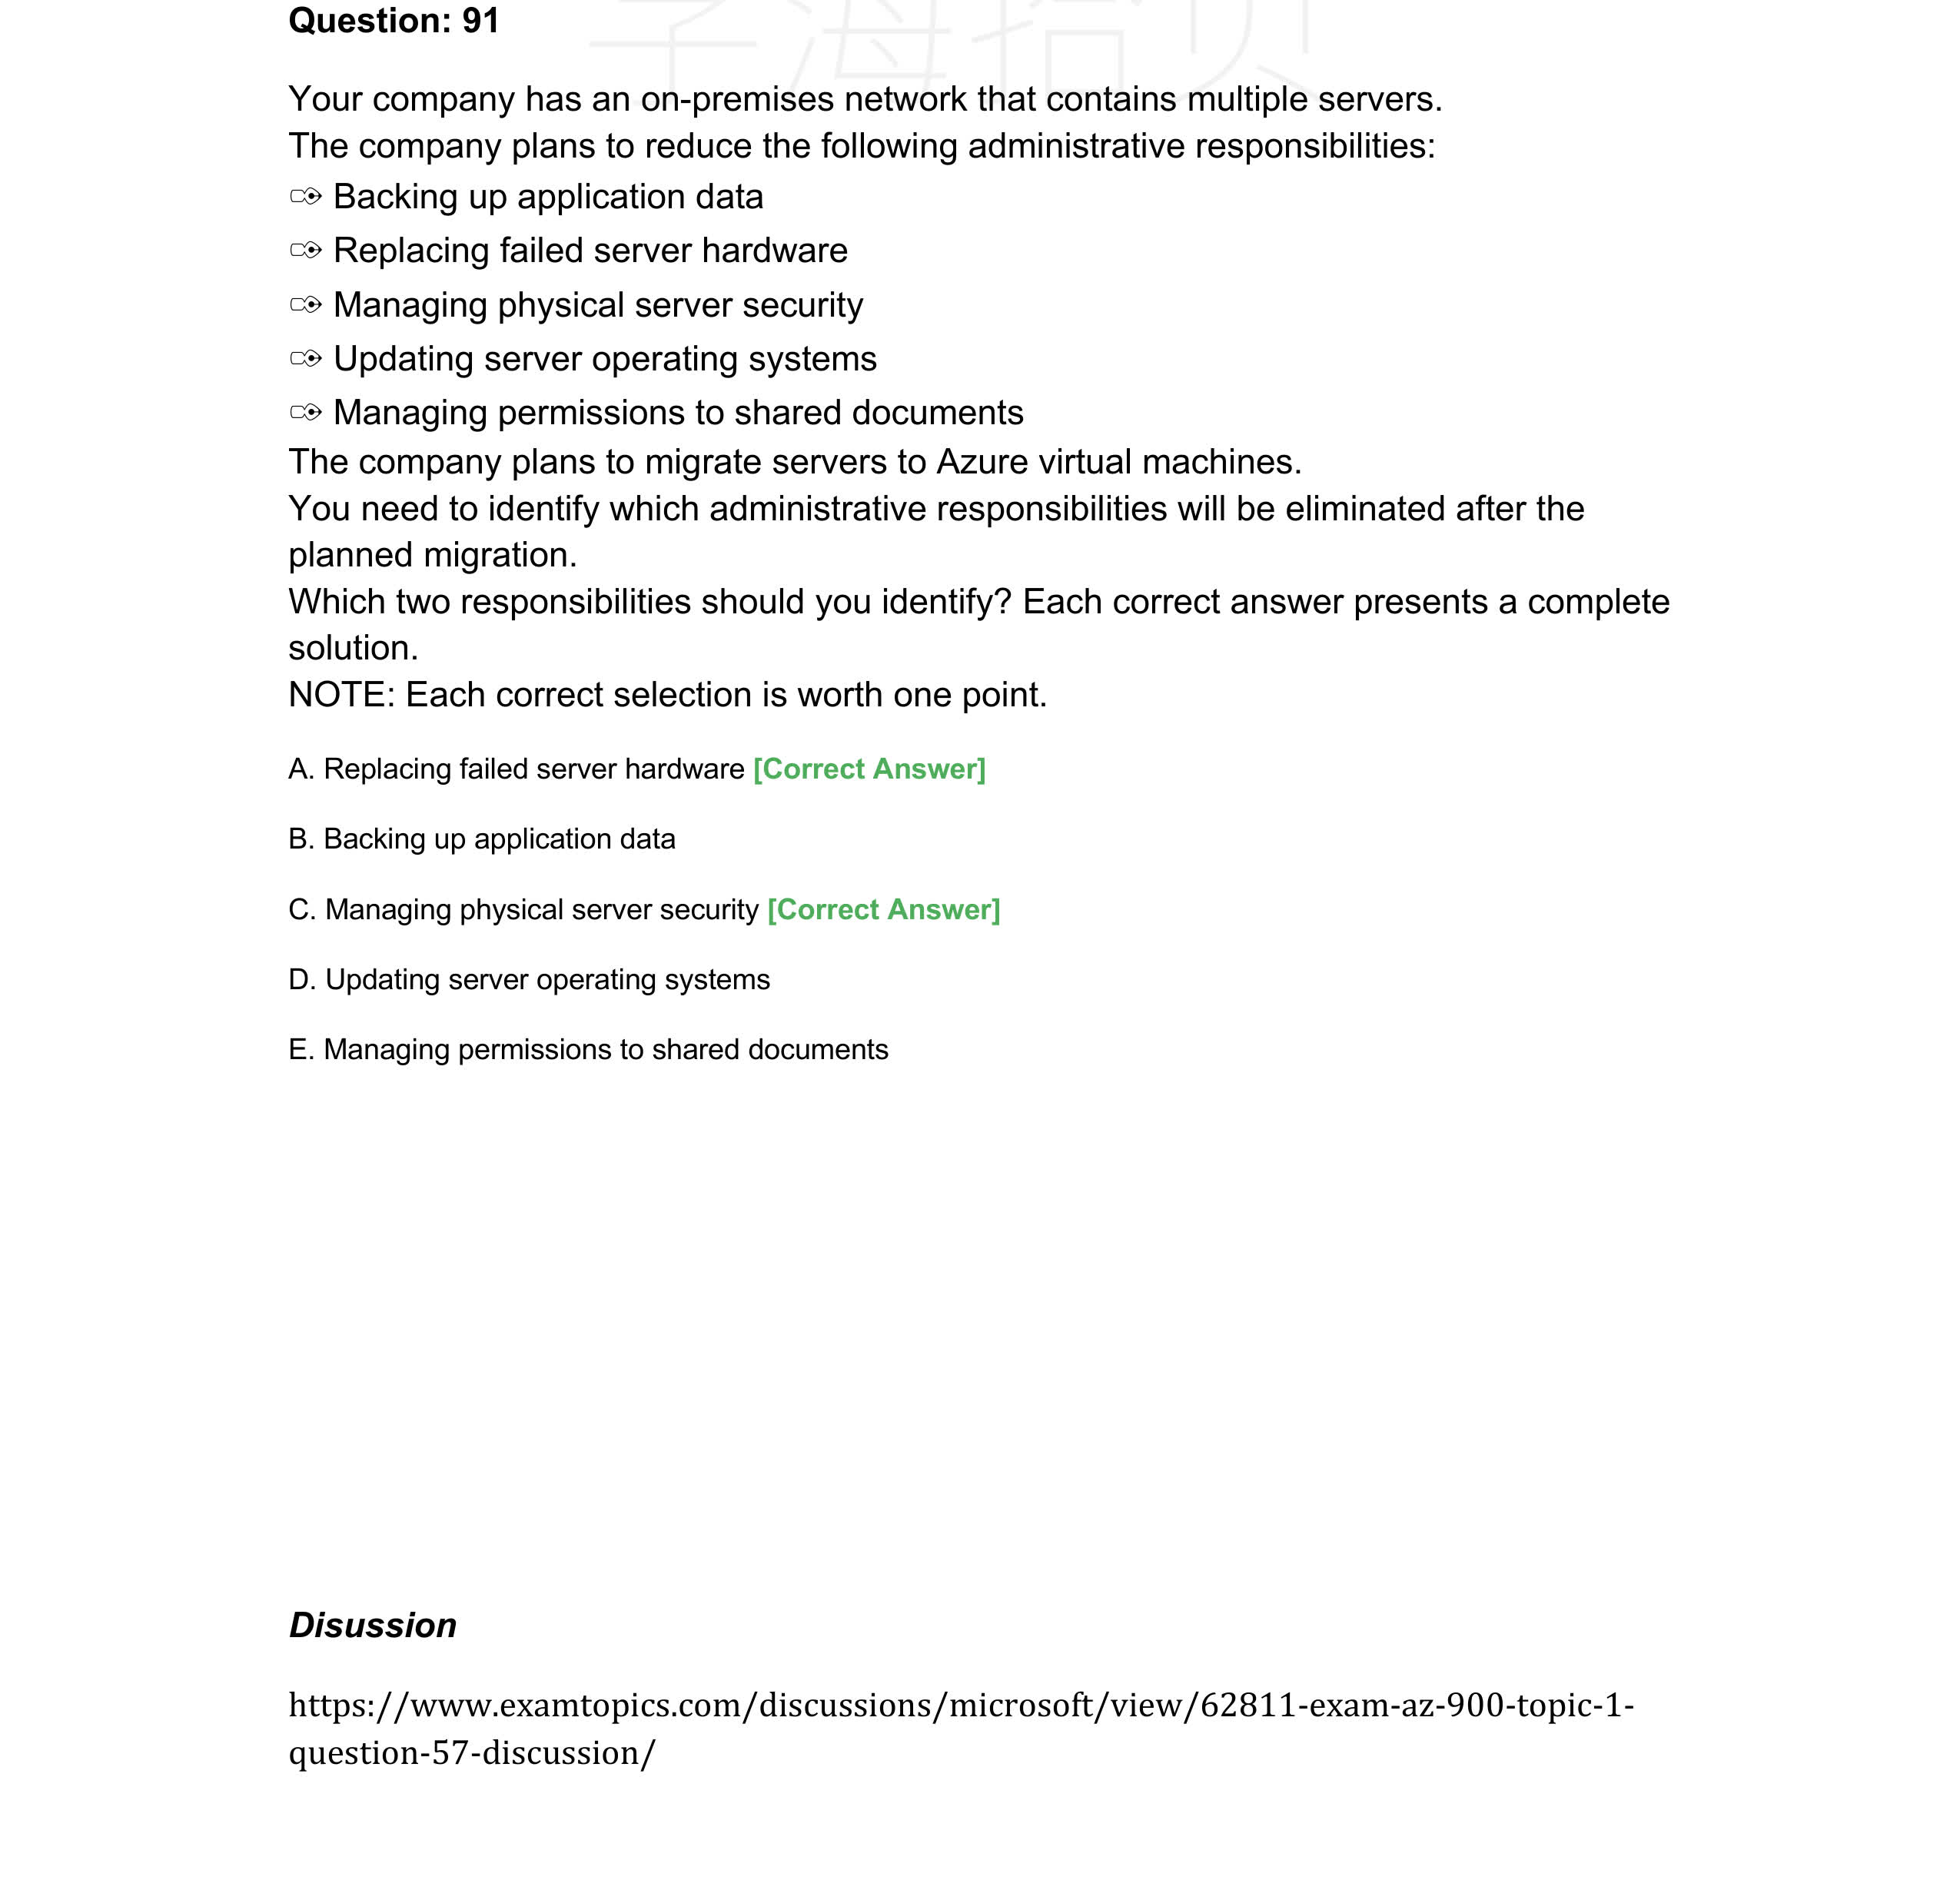 学海拾贝
Question: 91
Your company has an on-premises network that contains multiple servers.
The company plans to reduce the following administrative responsibilities:
Backing up application data
Replacing failed server hardware
Managing physical server security
Updating server operating systems
Managing permissions to shared documents
The company plans to migrate servers to Azure virtual machines.
You need to identify which administrative responsibilities will be eliminated after the
planned migration.
Which two responsibilities should you identify? Each correct answer presents a complete
solution.
NOTE: Each correct selection is worth one point.
A. Replacing failed server hardware [Correct Answer]
B. Backing up application data
C. Managing physical server security [Correct Answer]
D. Updating server operating systems
E. Managing permissions to shared documents
Disussion
https://www.examtopics.com/discussions/microsoft/view/62811-exam-az-900-topic-1-
question-57-discussion/